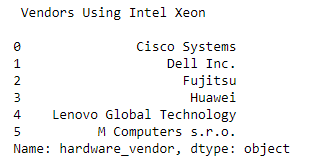 Vendors Using Intel Xeon
0 Cisco Systems
1 Dell Inc.
2 Fujitsu
3 Huawei
4 Lenovo Global Technology
5 M Computers s.r.o.
Name: hardware_vendor, dtype: object